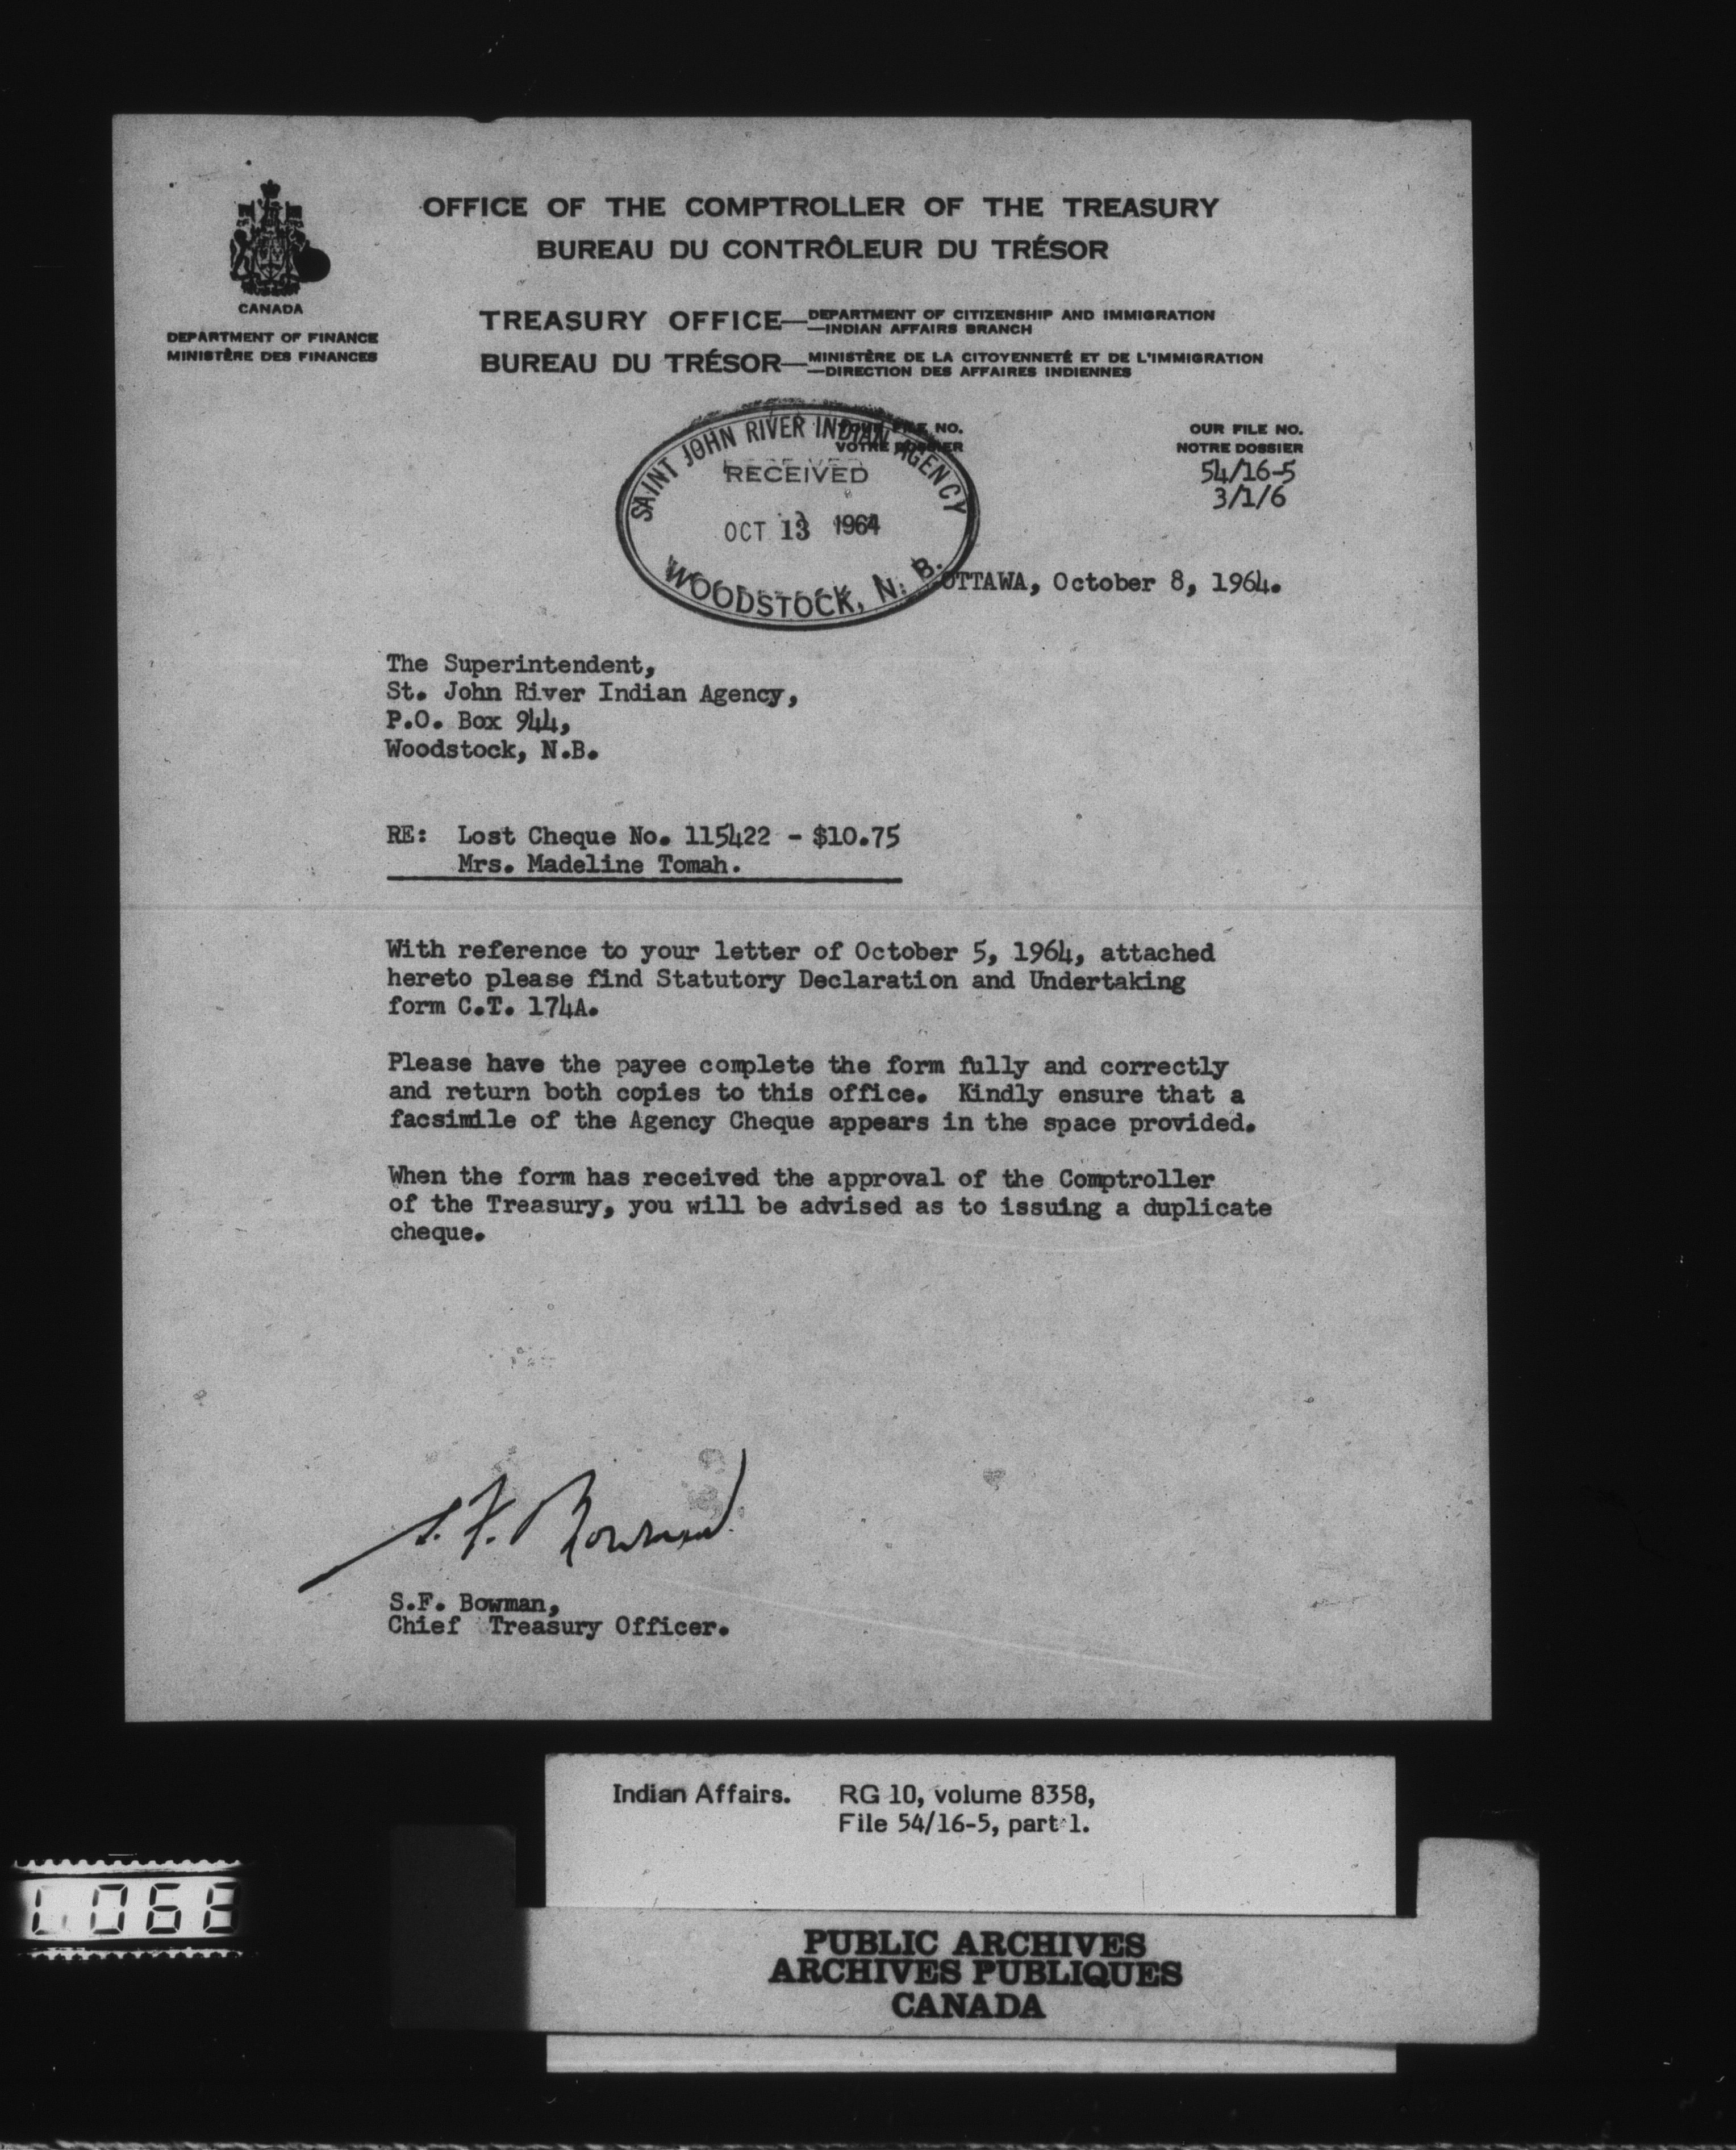 OFFICE OF THE COMPTROLLER OF THE TREASURY
BUREAU DU CONTRÔLEUR DU TRÉSOR
CANADA
DEPARTMENT OF FINANCE
MINISTÈRE DES FINANCES
TREASURY OFFICE—DEPARTMENT OF CITIZENSHIP AND IMMIGRATION
—INDIAN AFFAIRS BRANCH
BUREAU DU TRÉSOR—MINISTÈRE DE LA CITOYENNETÉ ET DE L'IMMIGRATION
—DIRECTION DES AFFAIRES INDIENNES
YOUR FILE NO.
VOTRE DOSSIER
OUR FILE NO.
NOTRE DOSSIER
54/16-5
3/1/6
SAINT JOHN RIVER INDIAN AGENCY
RECEIVED
OCT 13 1964
WOODSTOCK, N. B.
OTTAWA, October 8, 1964.
The Superintendent,
St. John River Indian Agency,
P.O. Box 944,
Woodstock, N.B.
RE: Lost Cheque No. 115422 - $10.75
Mrs. Madeline Tomah.
With reference to your letter of October 5, 1964, attached
hereto please find Statutory Declaration and Undertaking
form C.T. 174A.
Please have the payee complete the form fully and correctly
and return both copies to this office. Kindly ensure that a
facsimile of the Agency Cheque appears in the space provided.
When the form has received the approval of the Comptroller
of the Treasury, you will be advised as to issuing a duplicate
cheque.
S. F. Bowman
S.F. Bowman,
Chief Treasury Officer.
Indian Affairs. RG 10, volume 8358,
File 54/16-5, part 1.
PUBLIC ARCHIVES
ARCHIVES PUBLIQUES
CANADA